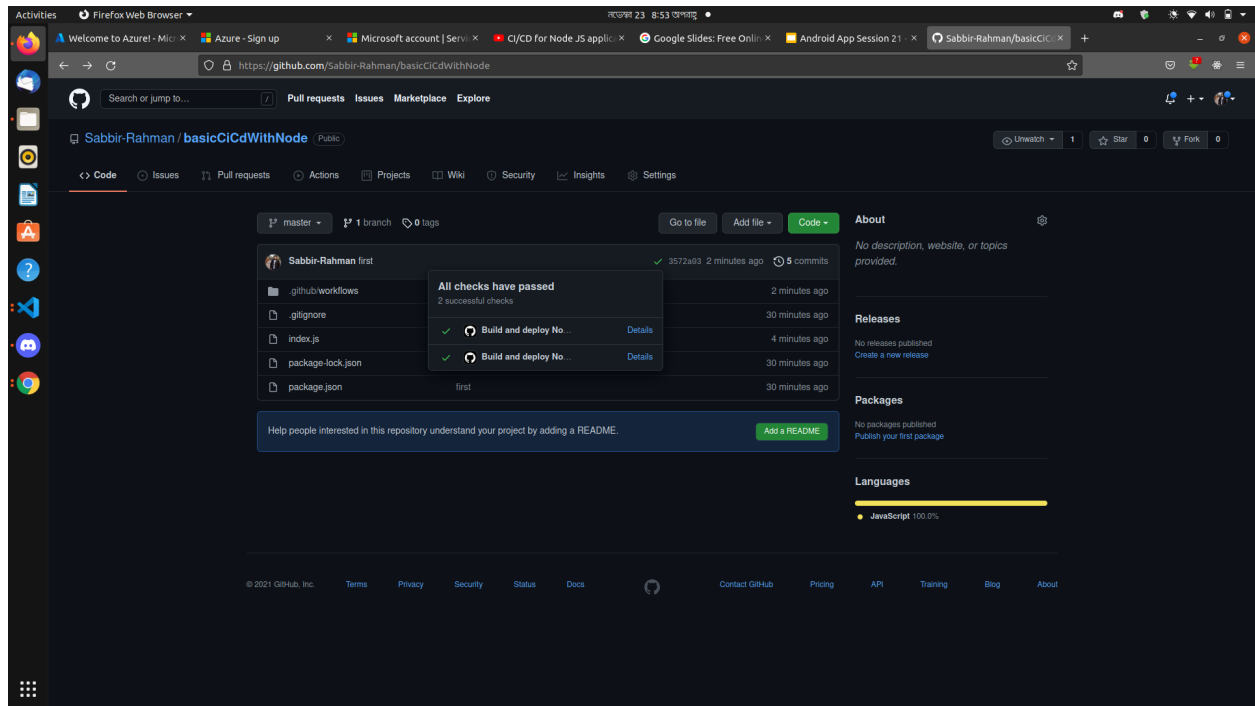 Activities Firefox Web Browser নভেম্বর 23 8:53 অপরাহ্ণ
Welcome to Azure! - Mic Azure - Sign up Microsoft account | Servi CI/CD for Node JS applic Google Slides: Free Onlin Android App Session 21 - Sabbir-Rahman/basicCiC
https://github.com/Sabbir-Rahman/basicCiCdWithNode
Search or jump to... / Pull requests Issues Marketplace Explore
Sabbir-Rahman / basicCiCdWithNode Public Unwatch 1 Star 0 Fork 0
Code Issues Pull requests Actions Projects Wiki Security Insights Settings
master 1 branch 0 tags Go to file Add file Code
Sabbir-Rahman first 3572a03 2 minutes ago 5 commits
.github/workflows 2 minutes ago
.gitignore 30 minutes ago
index.js 4 minutes ago
package-lock.json 30 minutes ago
package.json first 30 minutes ago
All checks have passed
2 successful checks
Build and deploy No... Details
Build and deploy No... Details
Help people interested in this repository understand your project by adding a README. Add a README
About
No description, website, or topics
provided.
Releases
No releases published
Create a new release
Packages
No packages published
Publish your first package
Languages
JavaScript 100.0%
© 2021 GitHub, Inc. Terms Privacy Security Status Docs Contact GitHub Pricing API Training Blog About